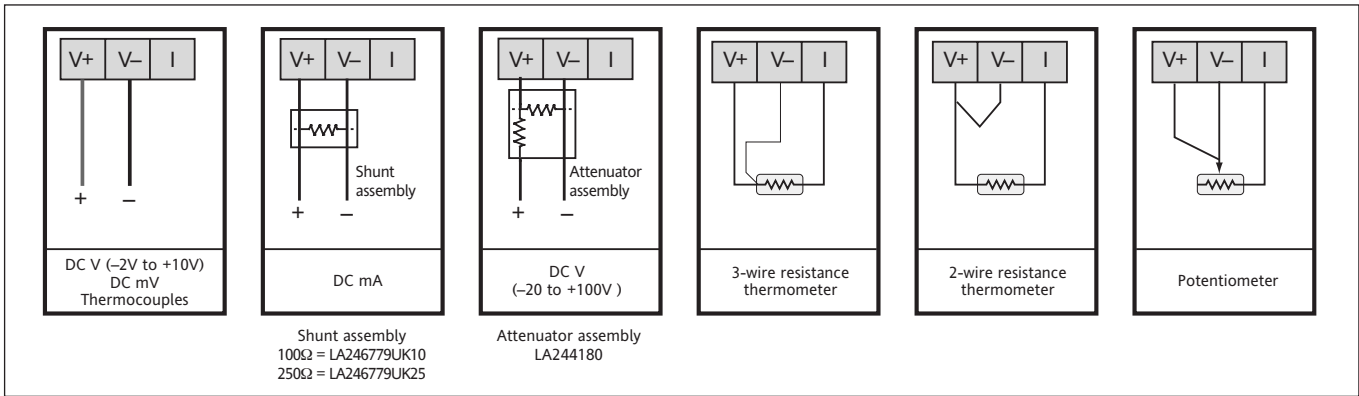 V+ V– I
+ –
DC V (–2V to +10V)
DC mV
Thermocouples
V+ V– I
Shunt
assembly
+ –
DC mA
Shunt assembly
100Ω = LA246779UK10
250Ω = LA246779UK25
V+ V– I
Attenuator
assembly
+ –
DC V
(–20 to +100V )
Attenuator assembly
LA244180
V+ V– I
3-wire resistance
thermometer
V+ V– I
2-wire resistance
thermometer
V+ V– I
Potentiometer